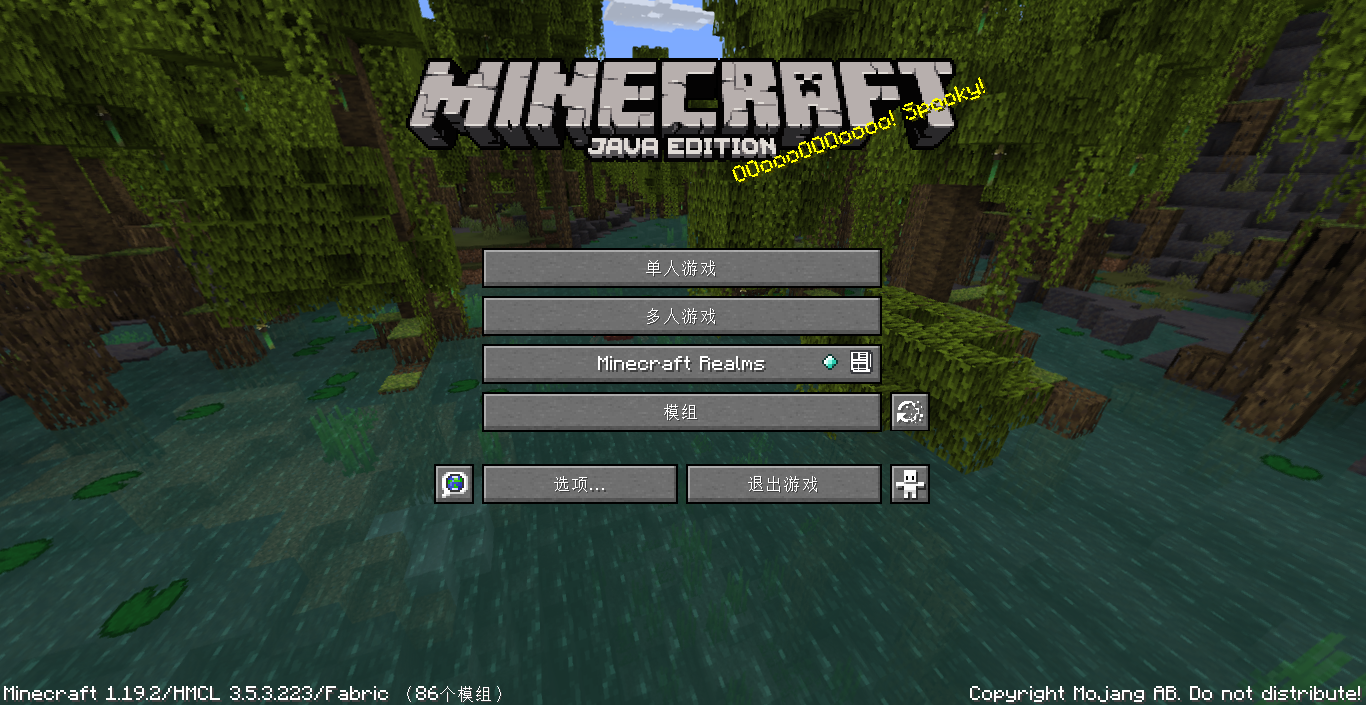 MINECRAFT
JAVA EDITION
OOoooOOOoooo! Spooky!
单人游戏
多人游戏
Minecraft Realms
模组
选项...
退出游戏
Minecraft 1.19.2/HMCL 3.5.3.223/Fabric （86个模组）
Copyright Mojang AB. Do not distribute!